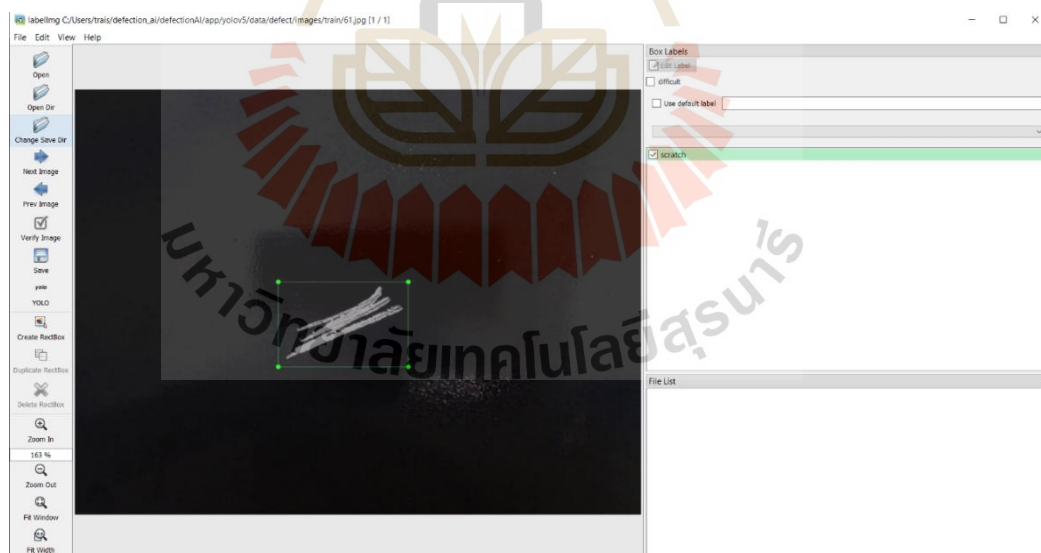 labelImg C:/Users/trais/defection_ai/defectionAI/app/yolov5/data/defect/images/train/61.jpg [1 / 1]
File Edit View Help
Open
Open Dir
Change Save Dir
Next Image
Prev Image
Verify Image
Save
yolo
YOLO
Create RectBox
Duplicate RectBox
Delete RectBox
Zoom In
163 %
Zoom Out
Fit Window
Fit Width
Box Labels
Edit Label
difficult
Use default label
scratch
File List
มหาวิทยาลัยเทคโนโลยีสุรนารี